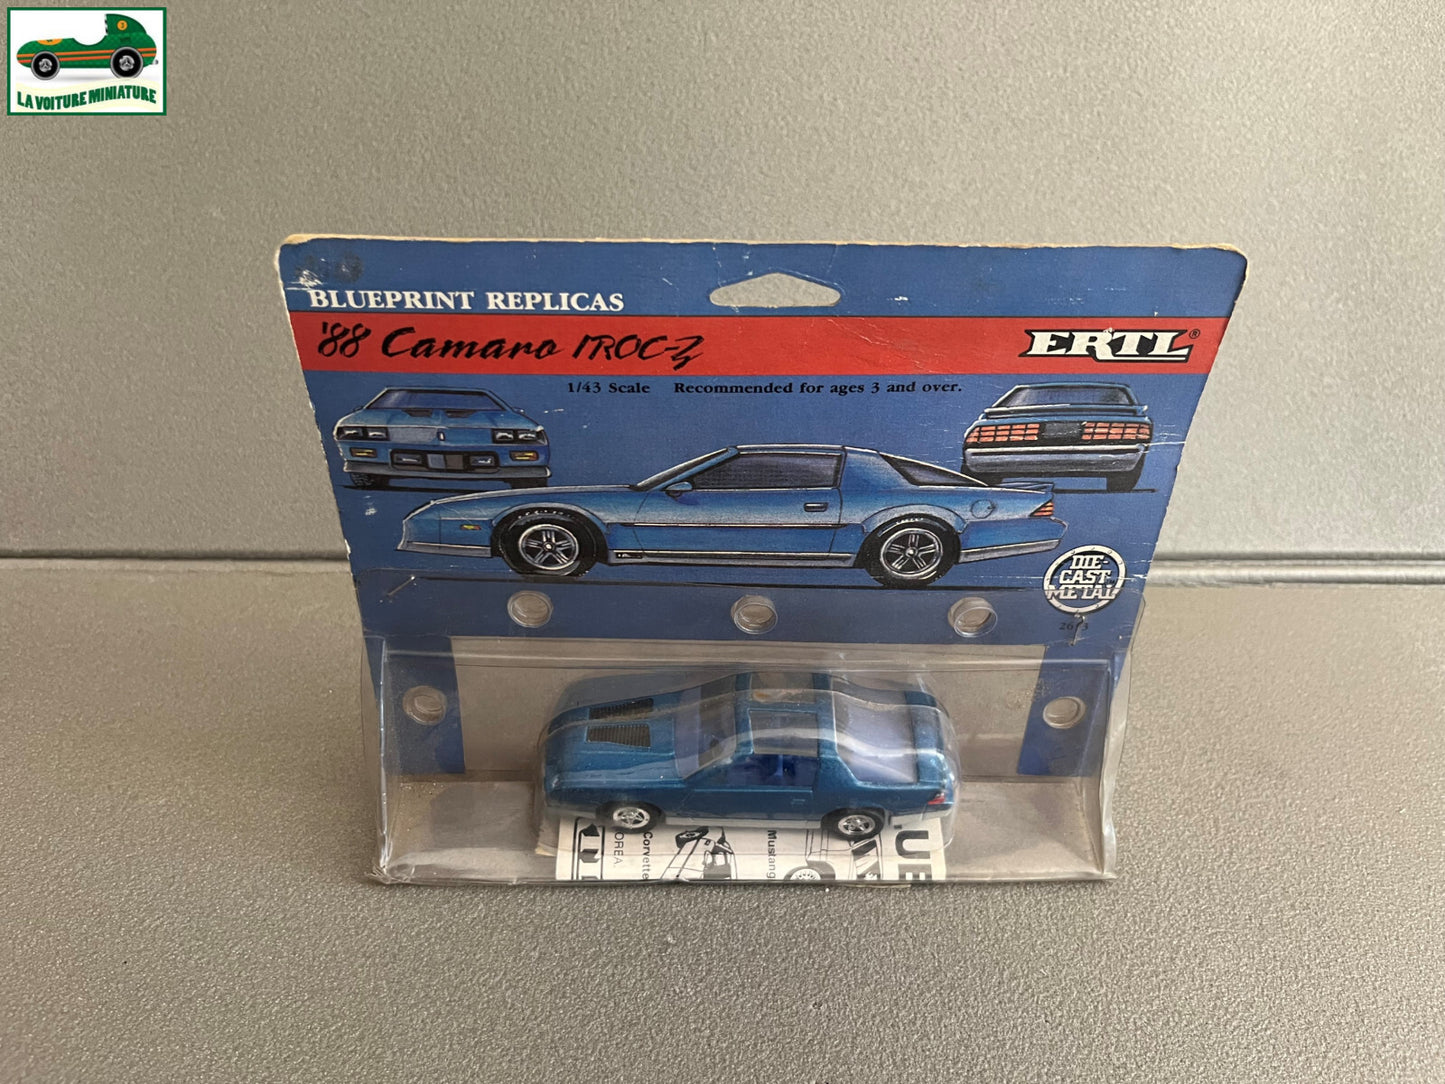 LA VOITURE MINIATURE
BLUEPRINT REPLICAS
'88 Camaro IROC-Z
ERTL®
1/43 Scale Recommended for ages 3 and over.
DIE-
CAST
METAL
Corvette
Mustang
OREA